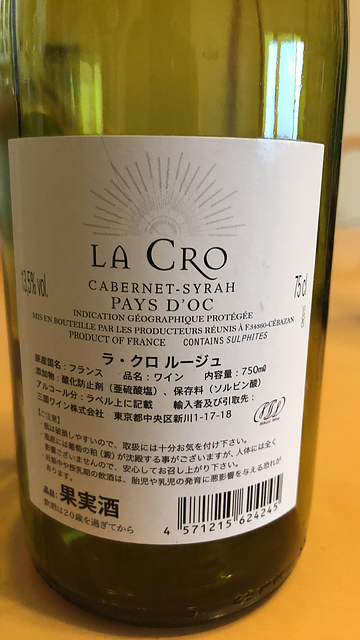 LA CRO
CABERNET-SYRAH
PAYS D'OC
13,5% vol.
75 cl
INDICATION GÉOGRAPHIQUE PROTÉGÉE
MIS EN BOUTEILLE PAR LES PRODUCTEURS RÉUNIS À F.34360-CÉBAZAN
PRODUCT OF FRANCE CONTAINS SULPHITES
ラ・クロ ルージュ
原産国名：フランス 品名：ワイン 内容量：750ml
添加物：酸化防止剤（亜硫酸塩）、保存料（ソルビン酸）
アルコール分：ラベル上に記載 輸入者及び引取先：
三国ワイン株式会社 東京都中央区新川1-17-18
【ご注意】
・瓶は破損しやすいので、取扱には十分お気を付け下さい。
・瓶底には葡萄の粕（澱）が沈殿する事がございますが、人体には全く
影響ございませんので、安心してお召し上がり下さい。
・妊娠中や授乳期の飲酒は、胎児や乳児の発育に悪影響を与える恐れが
あります。
品目：果実酒
飲酒は20歳を過ぎてから
4 571215 624245